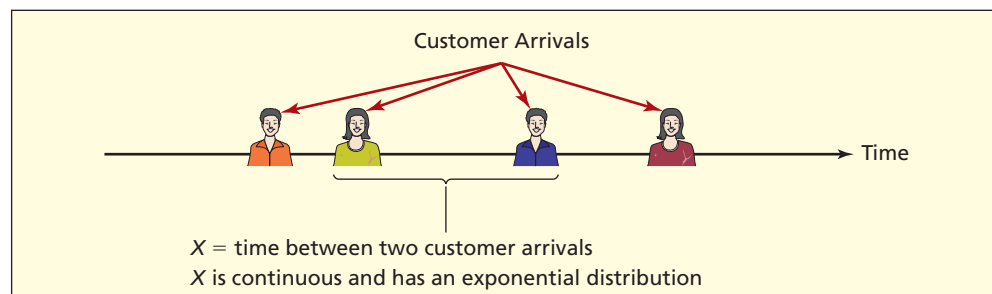 Customer Arrivals
Time
X = time between two customer arrivals
X is continuous and has an exponential distribution